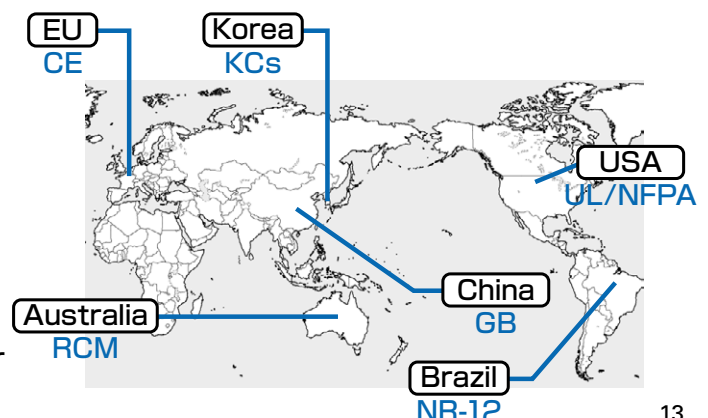 EU
CE
Korea
KCs
USA
UL/NFPA
China
GB
Australia
RCM
Brazil
NR-12
13